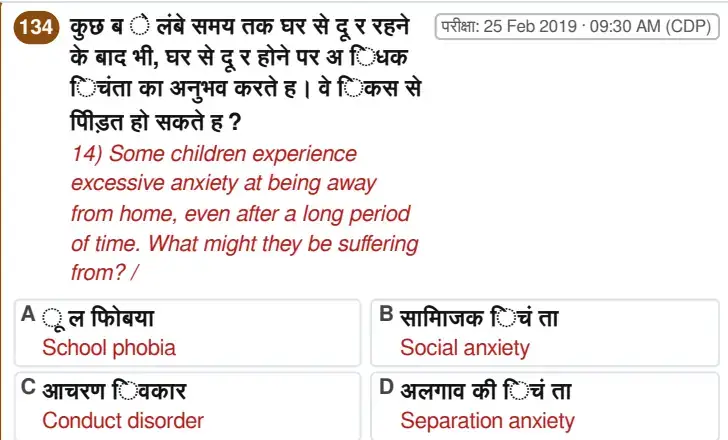 134 कुछ ब े लंबे समय तक घर से दू र रहने
के बाद भी, घर से दू र होने पर अ िधक
िचंता का अनुभव करते ह। वे िकस से
पीिड़त हो सकते ह ?
परीक्षा: 25 Feb 2019 · 09:30 AM (CDP)
14) Some children experience
excessive anxiety at being away
from home, even after a long period
of time. What might they be suffering
from? /
A ू ल फोिबया
School phobia
B सामािजक िचं ता
Social anxiety
C आचरण िवकार
Conduct disorder
D अलगाव की िचं ता
Separation anxiety